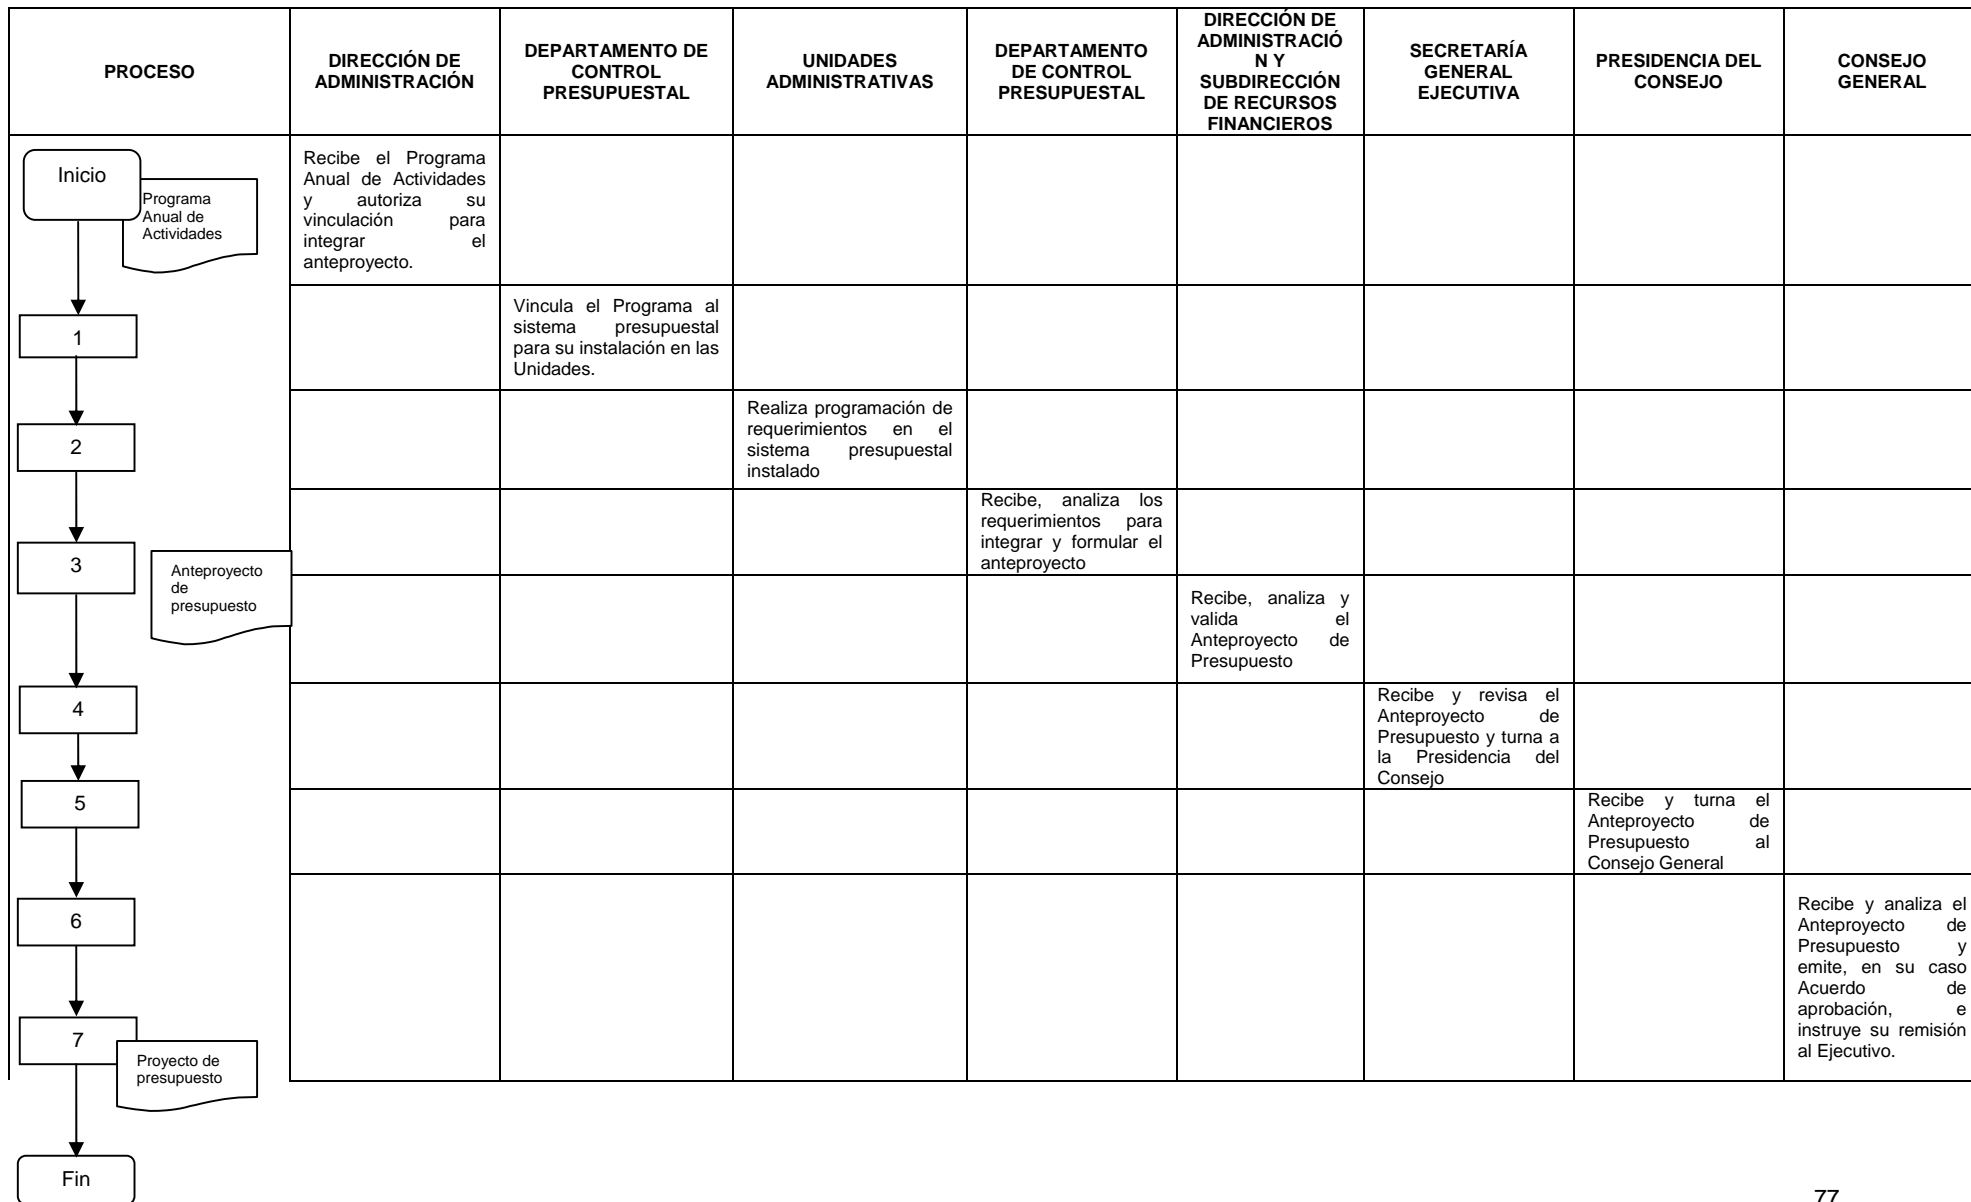 PROCESO
DIRECCIÓN DE
ADMINISTRACIÓN
DEPARTAMENTO DE
CONTROL
PRESUPUESTAL
UNIDADES
ADMINISTRATIVAS
DEPARTAMENTO
DE CONTROL
PRESUPUESTAL
DIRECCIÓN DE
ADMINISTRACIÓ
N Y
SUBDIRECCIÓN
DE RECURSOS
FINANCIEROS
SECRETARÍA
GENERAL
EJECUTIVA
PRESIDENCIA DEL
CONSEJO
CONSEJO
GENERAL
Inicio
Programa
Anual de
Actividades
Recibe el Programa
Anual de Actividades
y autoriza su
vinculación para
integrar el
anteproyecto.
1
Vincula el Programa al
sistema presupuestal
para su instalación en las
Unidades.
2
Realiza programación de
requerimientos en el
sistema presupuestal
instalado
3
Anteproyecto
de
presupuesto
Recibe, analiza los
requerimientos para
integrar y formular el
anteproyecto
Recibe, analiza y
valida el
Anteproyecto de
Presupuesto
4
Recibe y revisa el
Anteproyecto de
Presupuesto y turna a
la Presidencia del
Consejo
5
Recibe y turna el
Anteproyecto de
Presupuesto al
Consejo General
6
Recibe y analiza el
Anteproyecto de
Presupuesto y
emite, en su caso
Acuerdo de
aprobación, e
instruye su remisión
al Ejecutivo.
7
Proyecto de
presupuesto
Fin
77